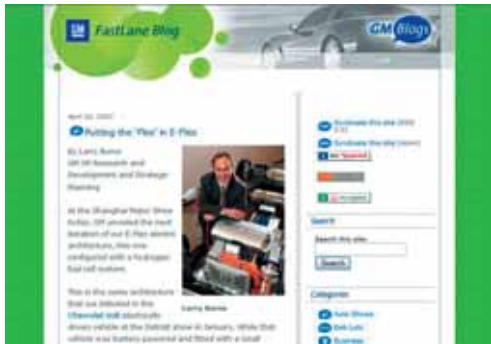 GM
FastLane Blog
GM Blogs
April 20, 2007
Putting the 'Flex' in E-Flex
By Larry Burns
GM VP Research and
Development and Strategic
Planning
At the Shanghai Motor Show
today, GM unveiled the next
iteration of our E-Flex electric
architecture, this one
configured with a hydrogen
fuel cell system.
This is the same architecture
that we debuted in the
Chevrolet Volt electrically
driven vehicle at the Detroit show in January. While that
vehicle was battery-powered and fitted with a small
Larry Burns
Syndicate this site
Syndicate this site
Search
Search this site:
Search
Categories
Auto Shows
Bob Lutz
Business